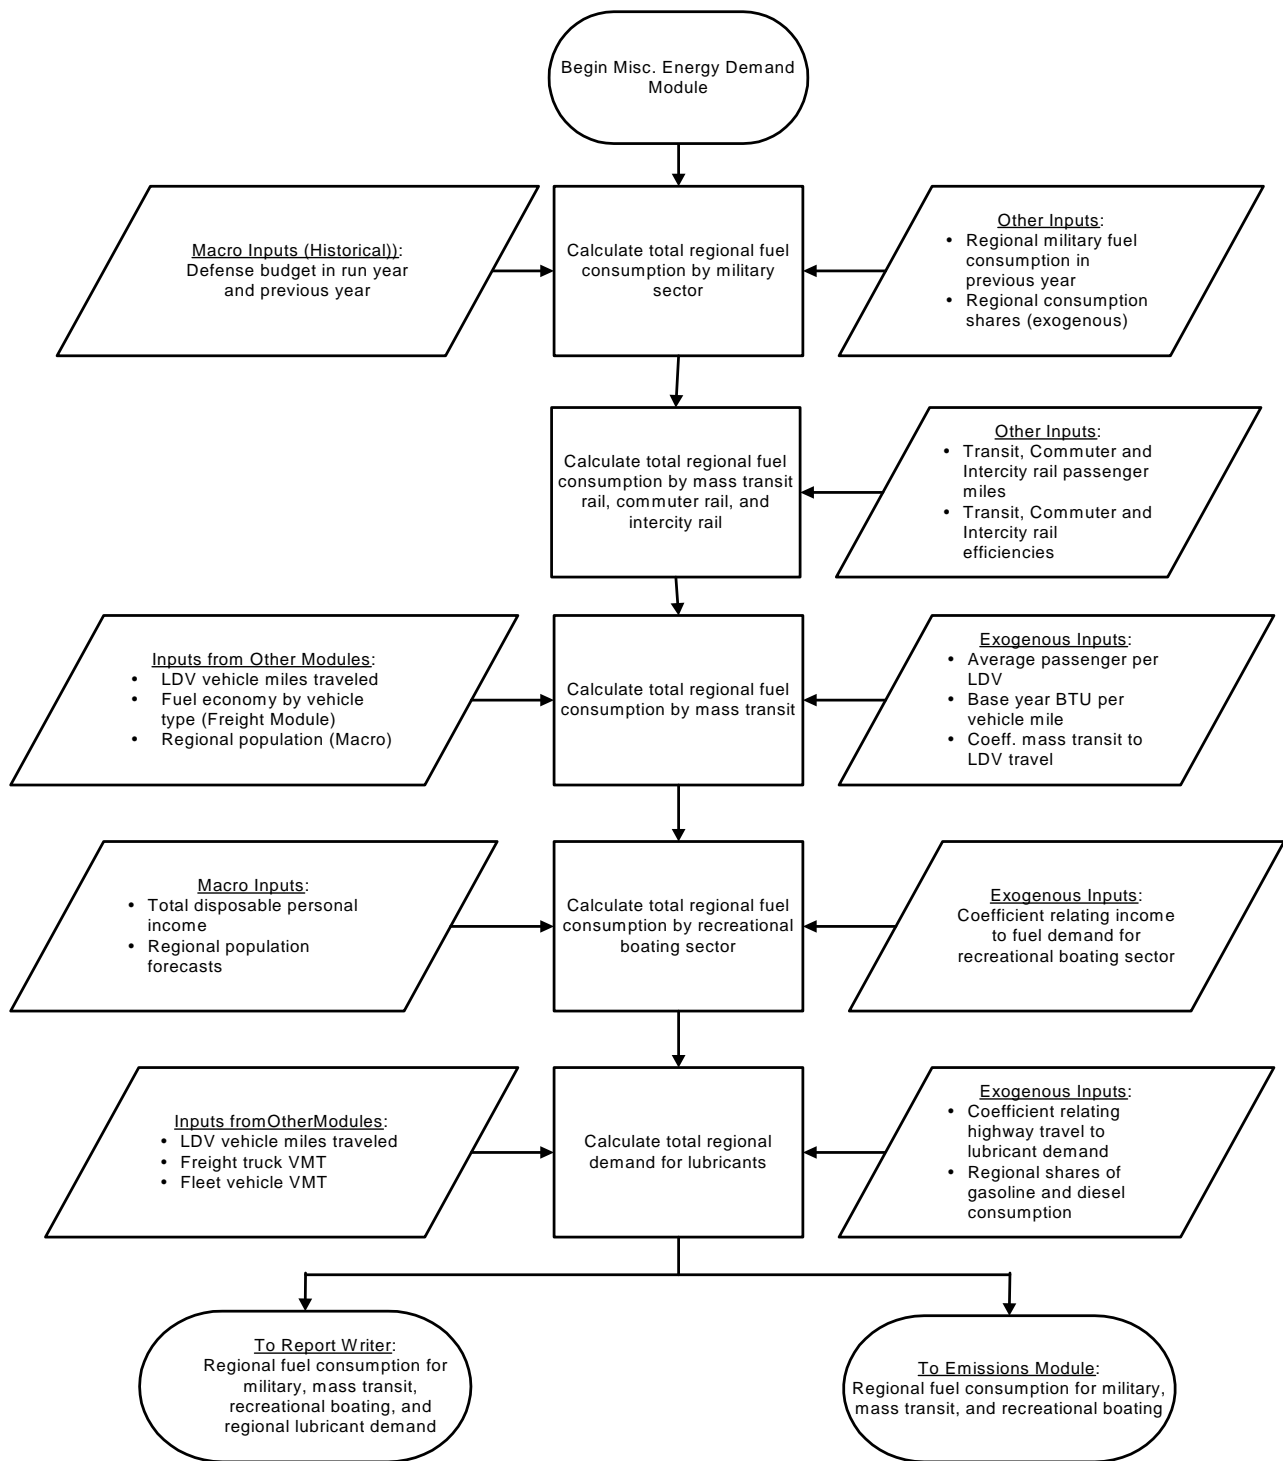 Begin Misc. Energy Demand
Module
Macro Inputs (Historical)):
Defense budget in run year
and previous year
Calculate total regional fuel
consumption by military
sector
Other Inputs:
• Regional military fuel
consumption in
previous year
• Regional consumption
shares (exogenous)
Calculate total regional fuel
consumption by mass transit
rail, commuter rail, and
intercity rail
Other Inputs:
• Transit, Commuter and
Intercity rail passenger
miles
• Transit, Commuter and
Intercity rail
efficiencies
Inputs from Other Modules:
• LDV vehicle miles traveled
• Fuel economy by vehicle
type (Freight Module)
• Regional population (Macro)
Calculate total regional fuel
consumption by mass transit
Exogenous Inputs:
• Average passenger per
LDV
• Base year BTU per
vehicle mile
• Coeff. mass transit to
LDV travel
Macro Inputs:
• Total disposable personal
income
• Regional population
forecasts
Calculate total regional fuel
consumption by recreational
boating sector
Exogenous Inputs:
Coefficient relating income
to fuel demand for
recreational boating sector
Inputs fromOtherModules:
• LDV vehicle miles traveled
• Freight truck VMT
• Fleet vehicle VMT
Calculate total regional
demand for lubricants
Exogenous Inputs:
• Coefficient relating
highway travel to
lubricant demand
• Regional shares of
gasoline and diesel
consumption
To Report Writer:
Regional fuel consumption for
military, mass transit,
recreational boating, and
regional lubricant demand
To Emissions Module:
Regional fuel consumption for military,
mass transit, and recreational boating